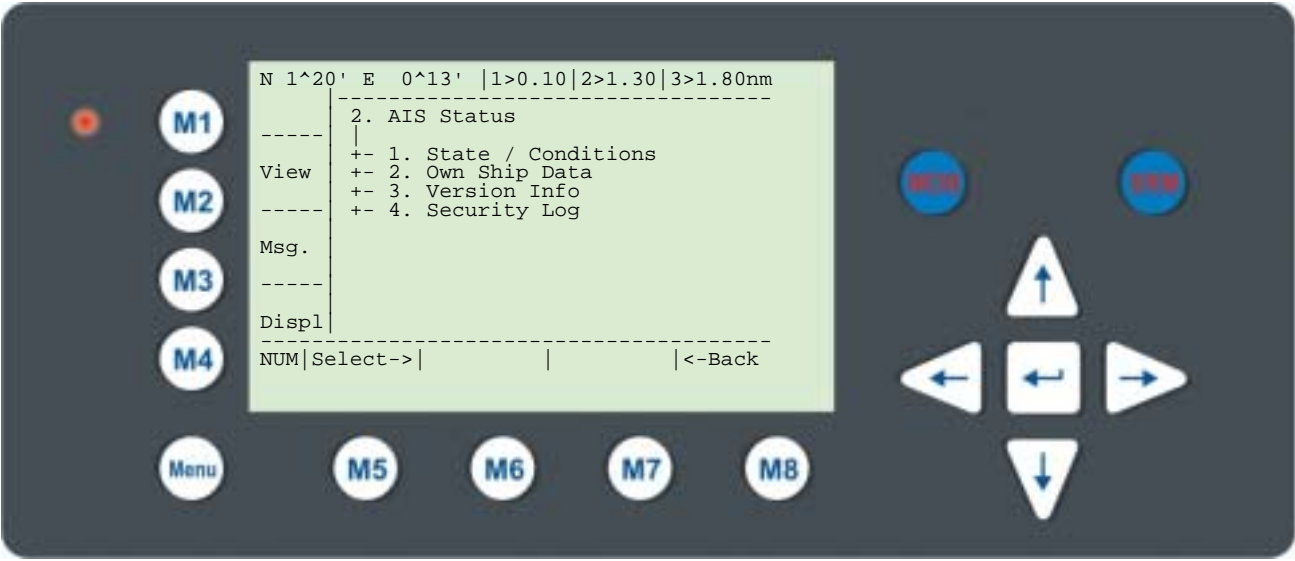 N 1^20' E  0^13' |1>0.10|2>1.30|3>1.80nm
|----------------------------------
M1 | 2. AIS Status
-----| |
| +- 1. State / Conditions
View | +- 2. Own Ship Data
M2 | +- 3. Version Info
-----| +- 4. Security Log
Msg. |
M3
-----|
Displ|
---------------------------------------
M4 NUM|Select->|        |        |<-Back
Menu M5 M6 M7 M8